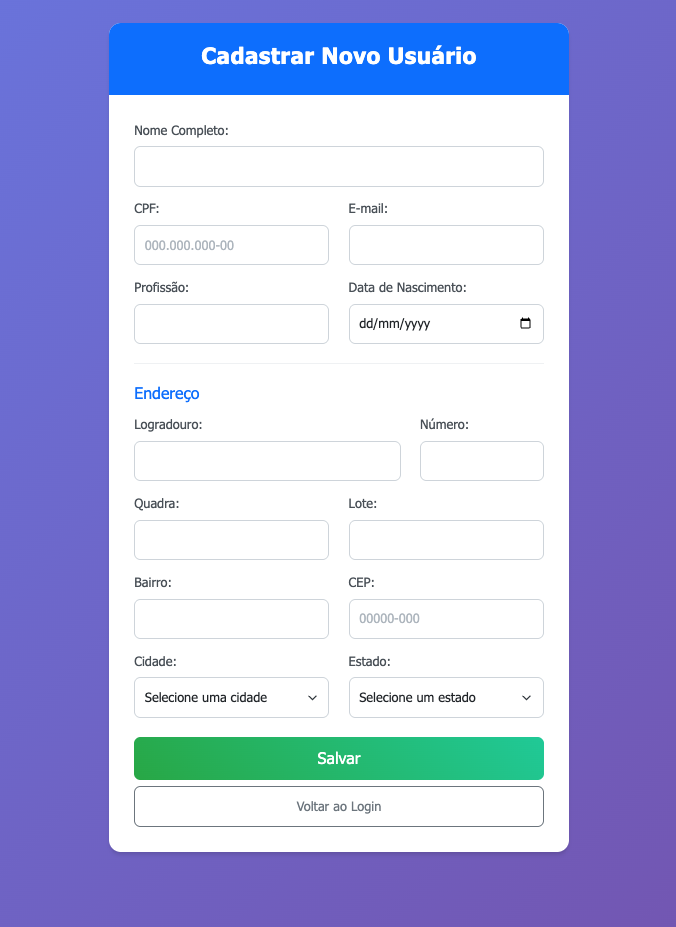 Cadastrar Novo Usuário
Nome Completo:
CPF: E-mail:
000.000.000-00
Profissão: Data de Nascimento:
dd/mm/yyyy
Endereço
Logradouro: Número:
Quadra: Lote:
Bairro: CEP:
00000-000
Cidade: Estado:
Selecione uma cidade Selecione um estado
Salvar
Voltar ao Login